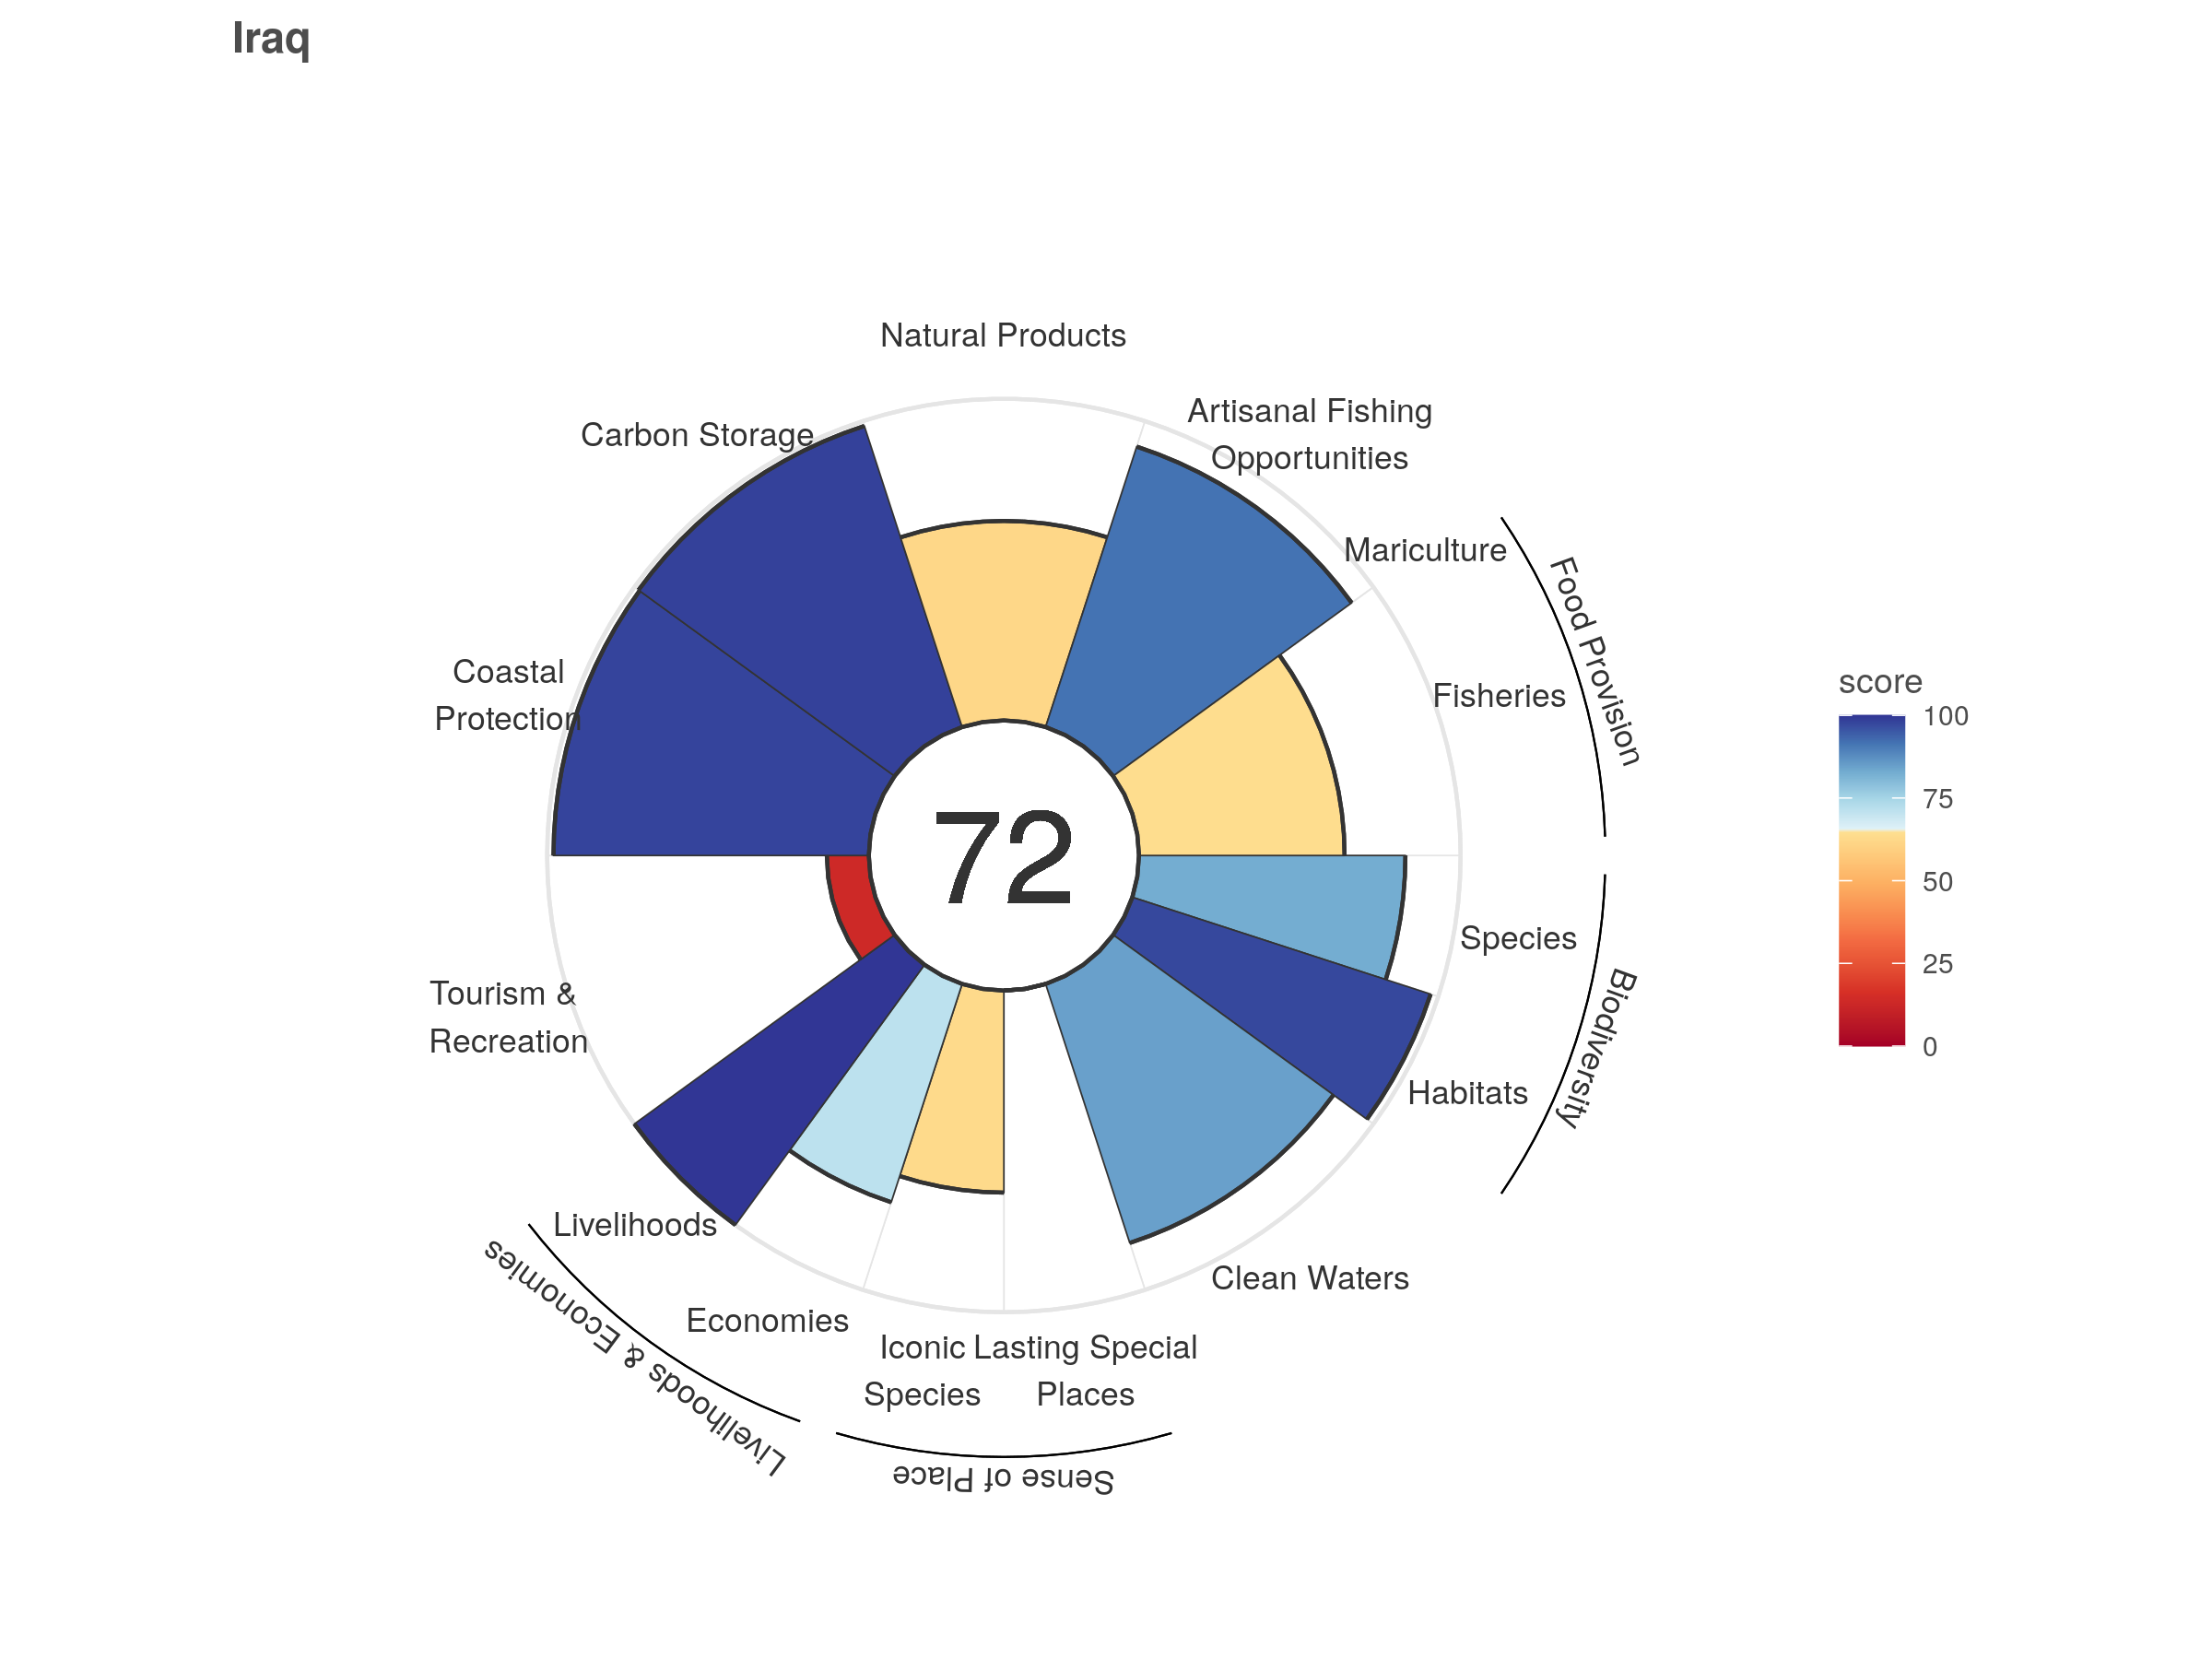 Iraq
Natural Products
Artisanal Fishing
Opportunities
Carbon Storage
Mariculture
Food Provision
Coastal
Protection
Fisheries
72
score
100
75
50
25
0
Species
Biodiversity
Tourism &
Recreation
Habitats
Livelihoods
Clean Waters
Economies
Livelihoods & Economies
Iconic
Species
Lasting Special
Places
Sense of Place